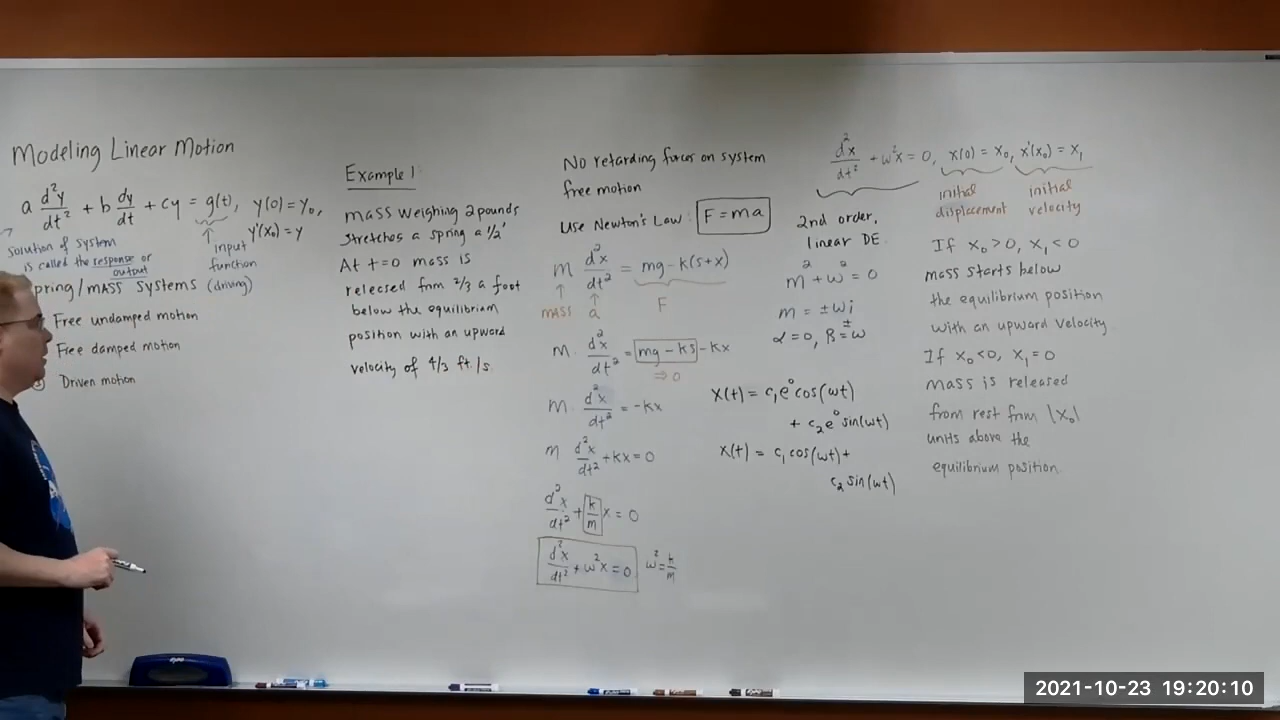 Modeling Linear Motion
a d²y/dt² + b dy/dt + cy = g(t), y(0) = y₀,
y'(x₀) = y
solution of system
is called the response or
output
input
function
(driving)
pring/mass systems
Free undamped motion
Free damped motion
Driven motion
Example 1:
mass weighing 2 pounds
stretches a spring a 1/2'
At t=0 mass is
released from 2/3 a foot
below the equilibrium
position with an upward
velocity of 4/3 ft./s.
No retarding forces on system
free motion
Use Newton's Law: F = ma
m d²x/dt² = mg - k(s+x)
mass a F
m · d²x/dt² = mg - ks - kx
⇒ 0
m · d²x/dt² = -kx
m d²x/dt² + kx = 0
d²x/dt² + k/m x = 0
d²x/dt² + ω²x = 0 ω² = k/m
d²x/dt² + ω²x = 0, x(0) = x₀, x'(x₀) = x₁
initial
displacement
initial
velocity
2nd order,
linear DE
m² + ω² = 0
m = ±ωi
α = 0, β = ±ω
x(t) = c₁e⁰cos(ωt)
+ c₂e⁰sin(ωt)
x(t) = c₁cos(ωt) +
c₂sin(ωt)
If x₀ > 0, x₁ < 0
mass starts below
the equilibrium position
with an upward velocity
If x₀ < 0, x₁ = 0
mass is released
from rest from |x₀|
units above the
equilibrium position.
expo
2021-10-23 19:20:10